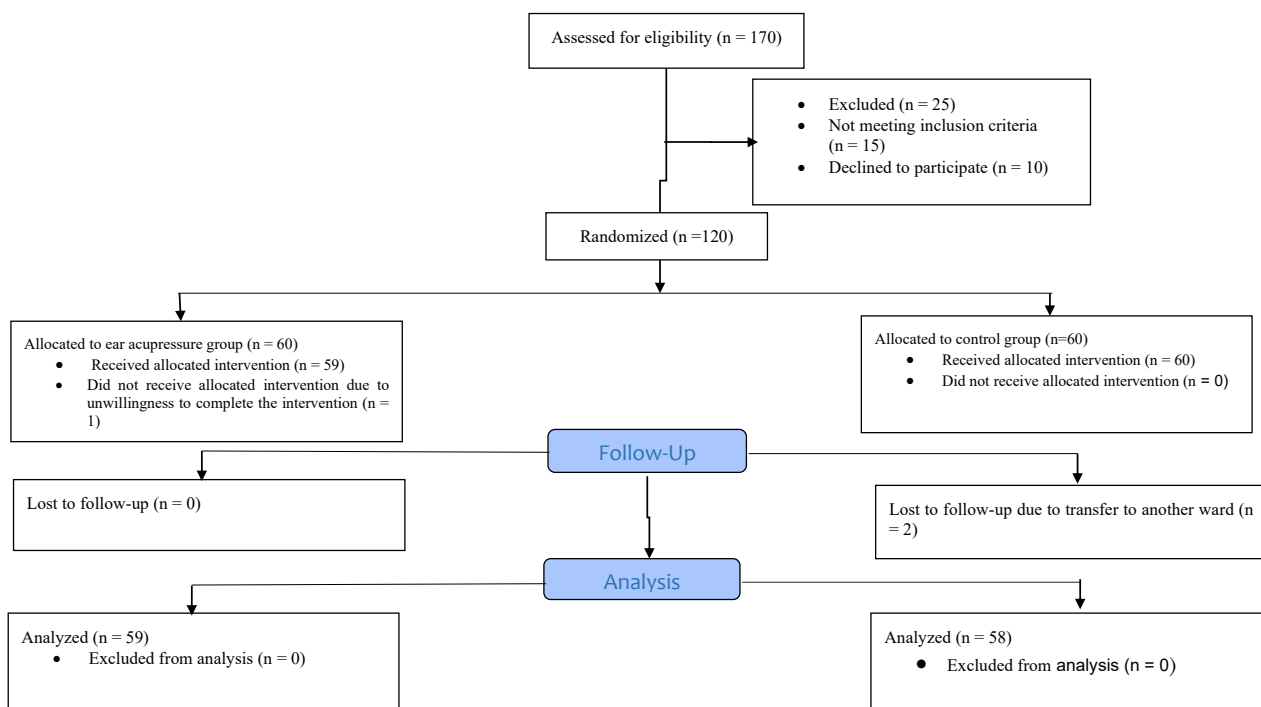 Assessed for eligibility (n = 170)
• Excluded (n = 25)
• Not meeting inclusion criteria
(n = 15)
• Declined to participate (n = 10)
Randomized (n =120)
Allocated to ear acupressure group (n = 60)
• Received allocated intervention (n = 59)
• Did not receive allocated intervention due to
unwillingness to complete the intervention (n =
1)
Allocated to control group (n=60)
• Received allocated intervention (n = 60)
• Did not receive allocated intervention (n = 0)
Follow-Up
Lost to follow-up (n = 0)
Lost to follow-up due to transfer to another ward (n
= 2)
Analysis
Analyzed (n = 59)
• Excluded from analysis (n = 0)
Analyzed (n = 58)
• Excluded from analysis (n = 0)